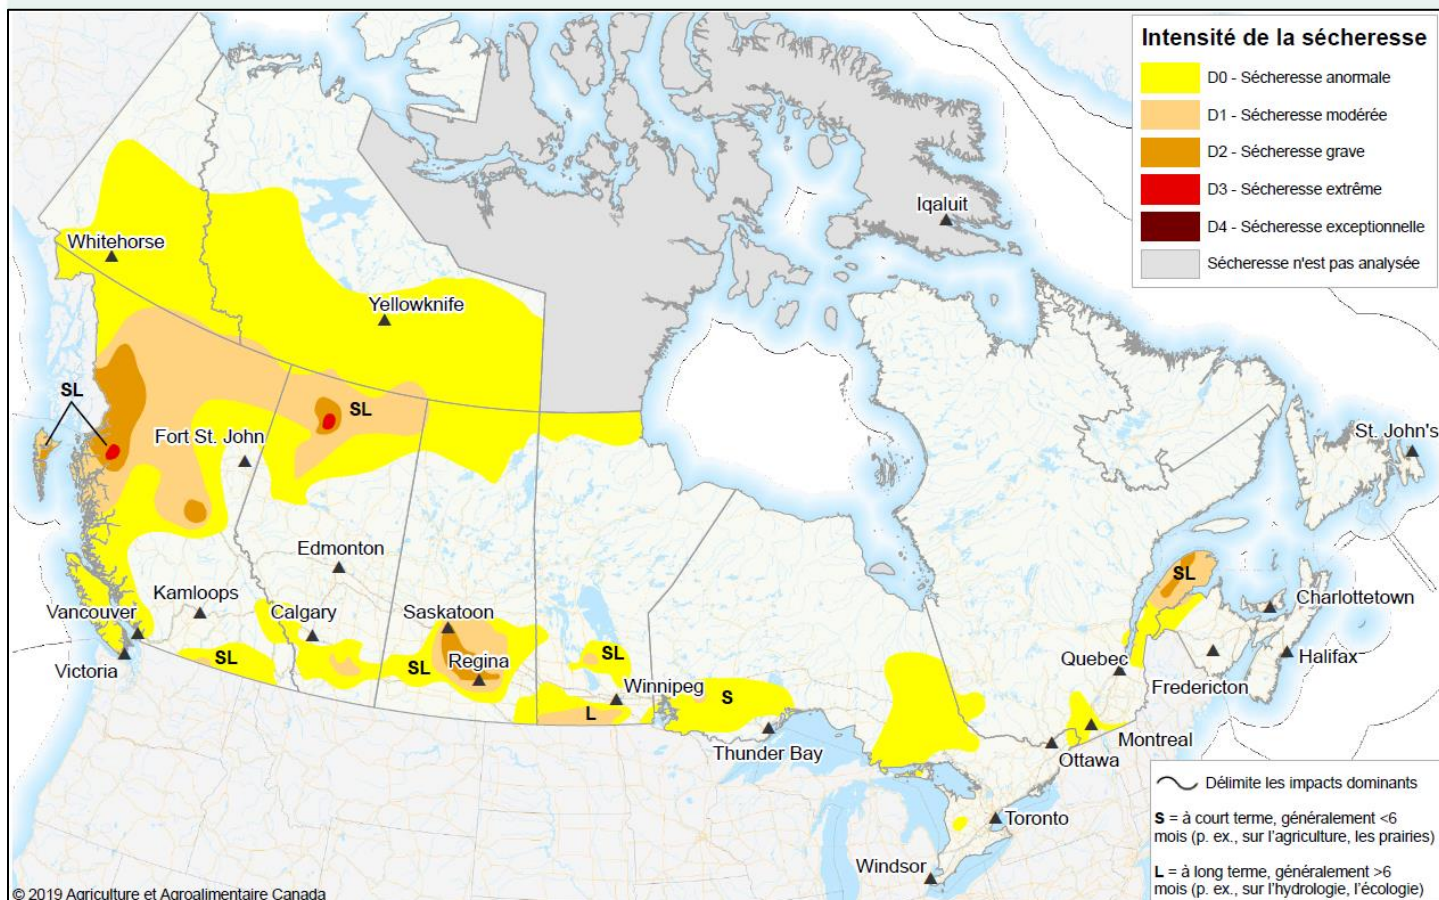 Intensité de la sécheresse
D0 - Sécheresse anormale
D1 - Sécheresse modérée
D2 - Sécheresse grave
D3 - Sécheresse extrême
D4 - Sécheresse exceptionnelle
Sécheresse n'est pas analysée
Iqaluit
Whitehorse
Yellowknife
SL
SL
Fort St. John
St. John's
Edmonton
SL
Kamloops
Calgary
Saskatoon
Charlottetown
Vancouver
SL
SL
SL
Regina
Victoria
Quebec
Halifax
Winnipeg
Fredericton
S
L
Thunder Bay
Montreal
Ottawa
Toronto
Windsor
Délimite les impacts dominants
S = à court terme, généralement <6
mois (p. ex., sur l'agriculture, les prairies)
L = à long terme, généralement >6
mois (p. ex., sur l'hydrologie, l'écologie)
© 2019 Agriculture et Agroalimentaire Canada